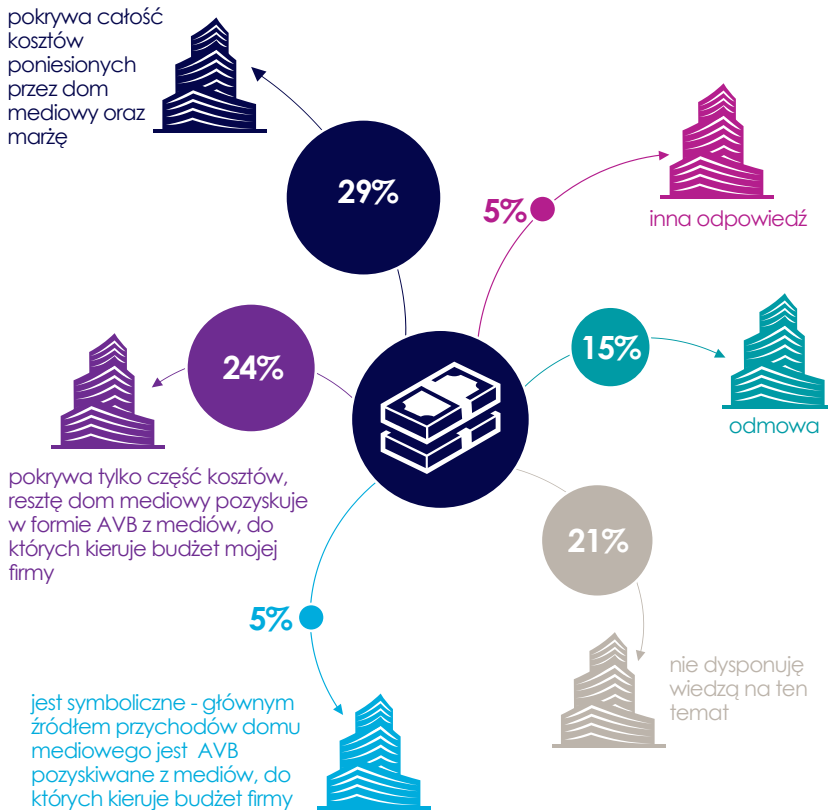 pokrywa całość
kosztów
poniesionych
przez dom
mediowy oraz
marżę
29%
5%
inna odpowiedź
24%
15%
odmowa
pokrywa tylko część kosztów,
resztę dom mediowy pozyskuje
w formie AVB z mediów, do
których kieruje budżet mojej
firmy
21%
5%
nie dysponuję
wiedzą na ten
temat
jest symboliczne - głównym
źródłem przychodów domu
mediowego jest AVB
pozyskiwane z mediów, do
których kieruje budżet firmy